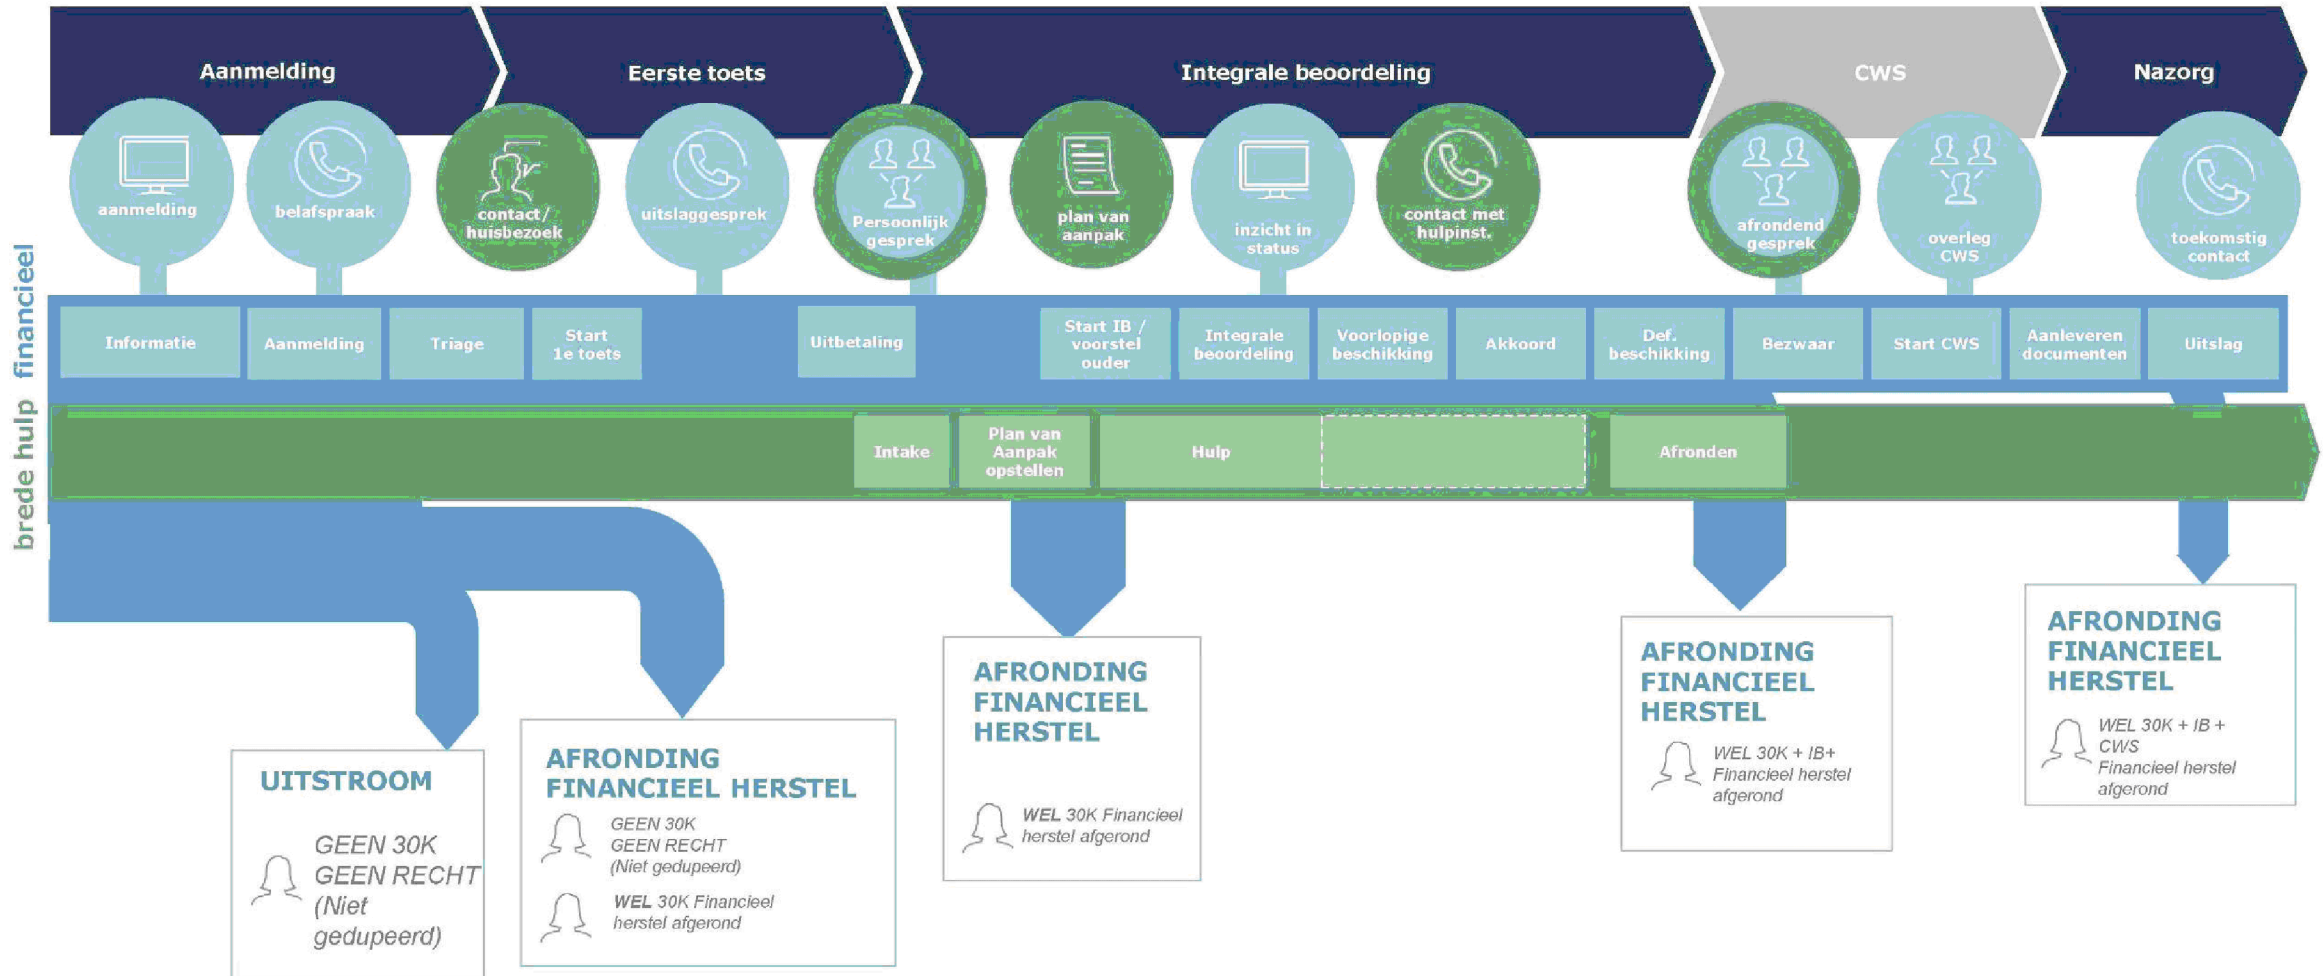 Aanmelding
Eerste toets
Integrale beoordeling
CWS
Nazorg
aanmelding
belafspraak
contact/
huisbezoek
uitslaggesprek
Persoonlijk
gesprek
plan van
aanpak
inzicht in
status
contact met
hulpinst.
afrondend
gesprek
overleg
CWS
toekomstig
contact
financieel
Informatie
Aanmelding
Triage
Start
1e toets
Uitbetaling
Start IB /
voorstel
ouder
Integrale
beoordeling
Voorlopige
beschikking
Akkoord
Def.
beschikking
Bezwaar
Start CWS
Aanleveren
documenten
Uitslag
brede hulp
Intake
Plan van
Aanpak
opstellen
Hulp
Afronden
UITSTROOM
GEEN 30K
GEEN RECHT
(Niet
gedupeerd)
AFRONDING
FINANCIEEL HERSTEL
GEEN 30K
GEEN RECHT
(Niet gedupeerd)
WEL 30K Financieel
herstel afgerond
AFRONDING
FINANCIEEL
HERSTEL
WEL 30K Financieel
herstel afgerond
AFRONDING
FINANCIEEL
HERSTEL
WEL 30K + IB+
Financieel herstel
afgerond
AFRONDING
FINANCIEEL
HERSTEL
WEL 30K + IB +
CWS
Financieel herstel
afgerond